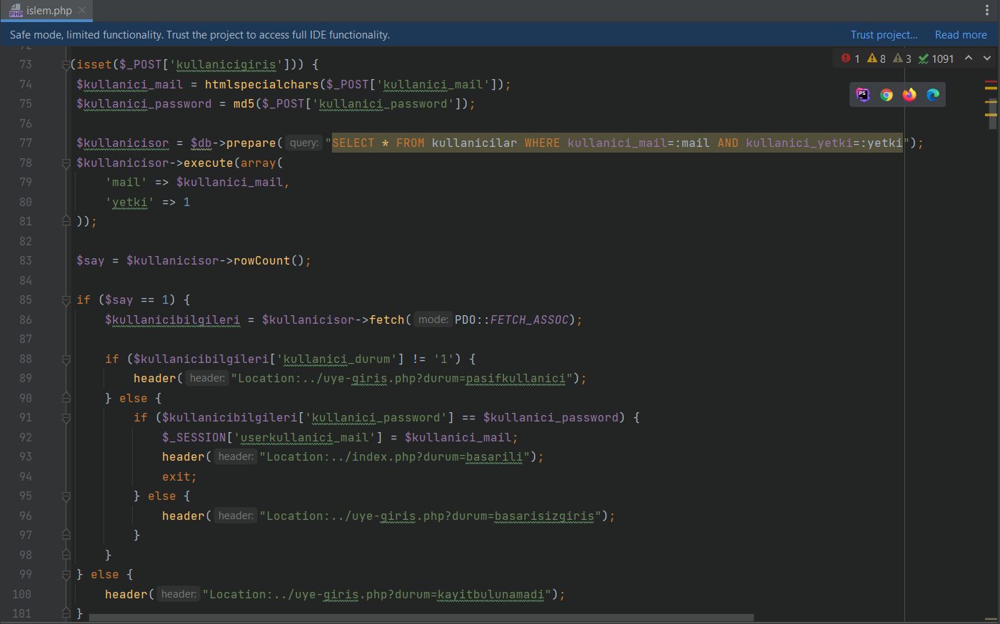 islem.php
Safe mode, limited functionality. Trust the project to access full IDE functionality. Trust project... Read more
1 8 3 1091
73 (isset($_POST['kullanicigiris'])) {
74 $kullanici_mail = htmlspecialchars($_POST['kullanici_mail']);
75 $kullanici_password = md5($_POST['kullanici_password']);
76
77 $kullanicisor = $db->prepare( query: "SELECT * FROM kullanicilar WHERE kullanici_mail=:mail AND kullanici_yetki=:yetki");
78 $kullanicisor->execute(array(
79 'mail' => $kullanici_mail,
80 'yetki' => 1
81 ));
82
83 $say = $kullanicisor->rowCount();
84
85 if ($say == 1) {
86 $kullanicibilgileri = $kullanicisor->fetch( mode: PDO::FETCH_ASSOC);
87
88 if ($kullanicibilgileri['kullanici_durum'] != '1') {
89 header( header: "Location:../uye-giris.php?durum=pasifkullanici");
90 } else {
91 if ($kullanicibilgileri['kullanici_password'] == $kullanici_password) {
92 $_SESSION['userkullanici_mail'] = $kullanici_mail;
93 header( header: "Location:../index.php?durum=basarili");
94 exit;
95 } else {
96 header( header: "Location:../uye-giris.php?durum=basarisizgiris");
97 }
98 }
99 } else {
100 header( header: "Location:../uye-giris.php?durum=kayitbulunamadi");
101 }